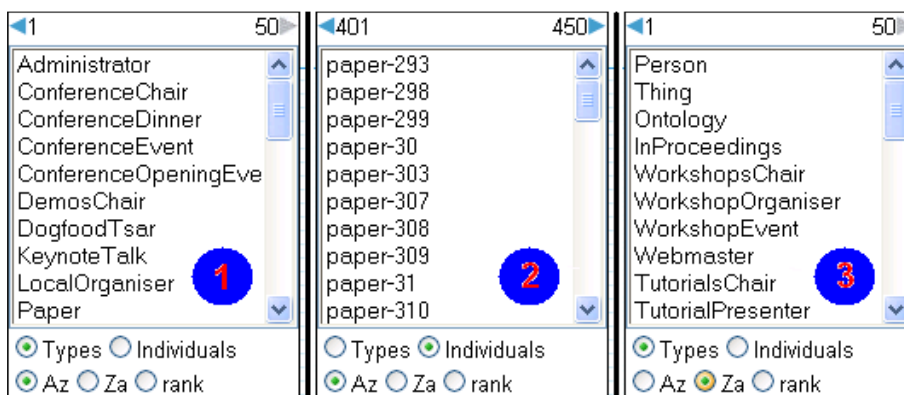 1 50
Administrator
ConferenceChair
ConferenceDinner
ConferenceEvent
ConferenceOpeningEve
DemosChair
DogfoodTsar
KeynoteTalk
LocalOrganiser
Paper
1
Types Individuals
Az Za rank
401 450
paper-293
paper-298
paper-299
paper-30
paper-303
paper-307
paper-308
paper-309
paper-31
paper-310
2
Types Individuals
Az Za rank
1 50
Person
Thing
Ontology
InProceedings
WorkshopsChair
WorkshopOrganiser
WorkshopEvent
Webmaster
TutorialsChair
TutorialPresenter
3
Types Individuals
Az Za rank